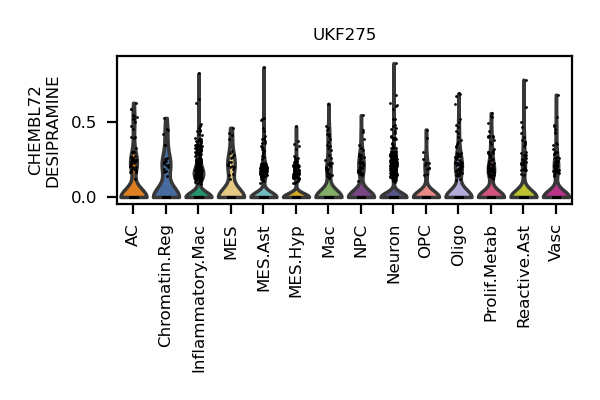 UKF275
CHEMBL72
DESIPRAMINE
0.5
0.0
AC
Chromatin.Reg
Inflammatory.Mac
MES
MES.Ast
MES.Hyp
Mac
NPC
Neuron
OPC
Oligo
Prolif.Metab
Reactive.Ast
Vasc